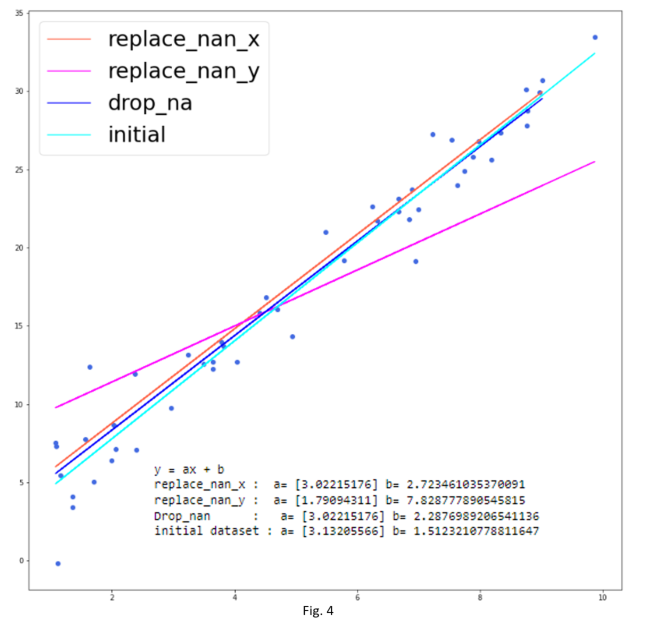 35
30
25
20
15
10
5
0
replace_nan_x
replace_nan_y
drop_na
initial
y = ax + b
replace_nan_x :  a= [3.02215176] b= 2.723461035370091
replace_nan_y :  a= [1.79094311] b= 7.828777890545815
Drop_nan      :   a= [3.02215176] b= 2.2876989206541136
initial dataset : a= [3.13205566] b= 1.5123210778811647
2 4 6 8 10
Fig. 4